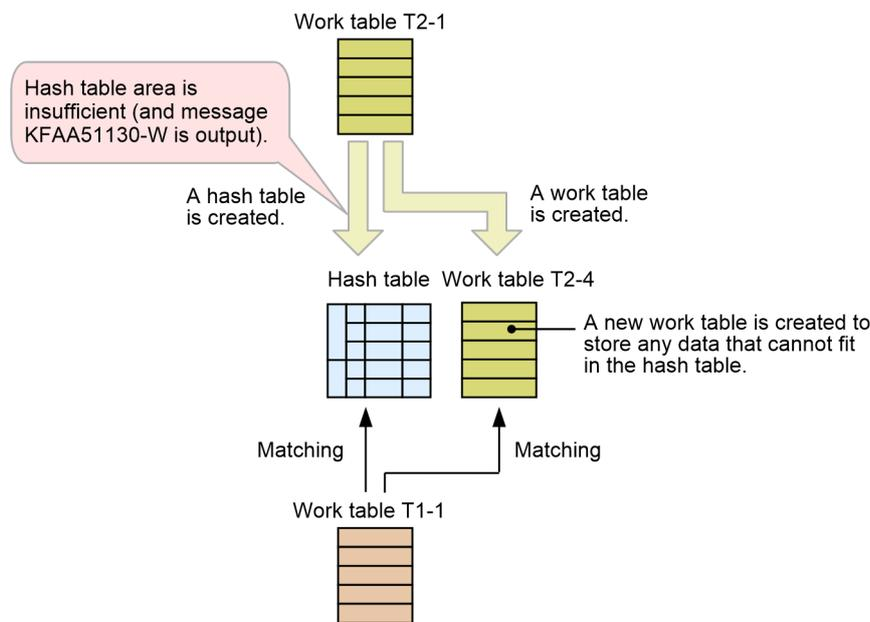 Work table T2-1
Hash table area is
insufficient (and message
KFAA51130-W is output).
A hash table
is created.
A work table
is created.
Hash table
Work table T2-4
A new work table is created to
store any data that cannot fit
in the hash table.
Matching
Matching
Work table T1-1